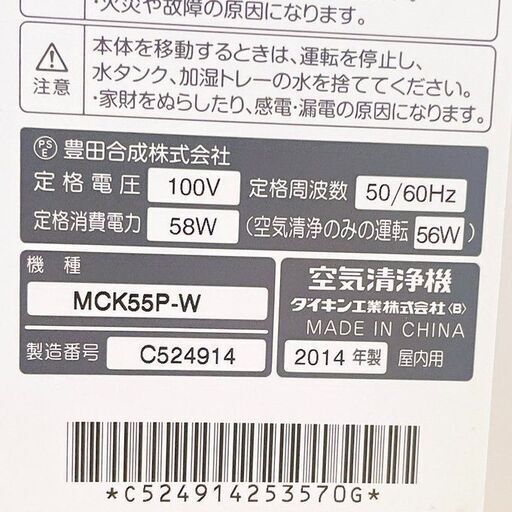 ・火災や故障の原因になります。
注意
本体を移動するときは、運転を停止し、
水タンク、加湿トレーの水を捨ててください。
・家財をぬらしたり、感電・漏電の原因になります。
PSE 豊田合成株式会社
定格電圧 100V 定格周波数 50/60Hz
定格消費電力 58W (空気清浄のみの運転 56W)
機種
MCK55P-W
製造番号 C524914
空気清浄機
ダイキン工業株式会社〈B〉
MADE IN CHINA
2014 年製 屋内用
*C524914253570G*